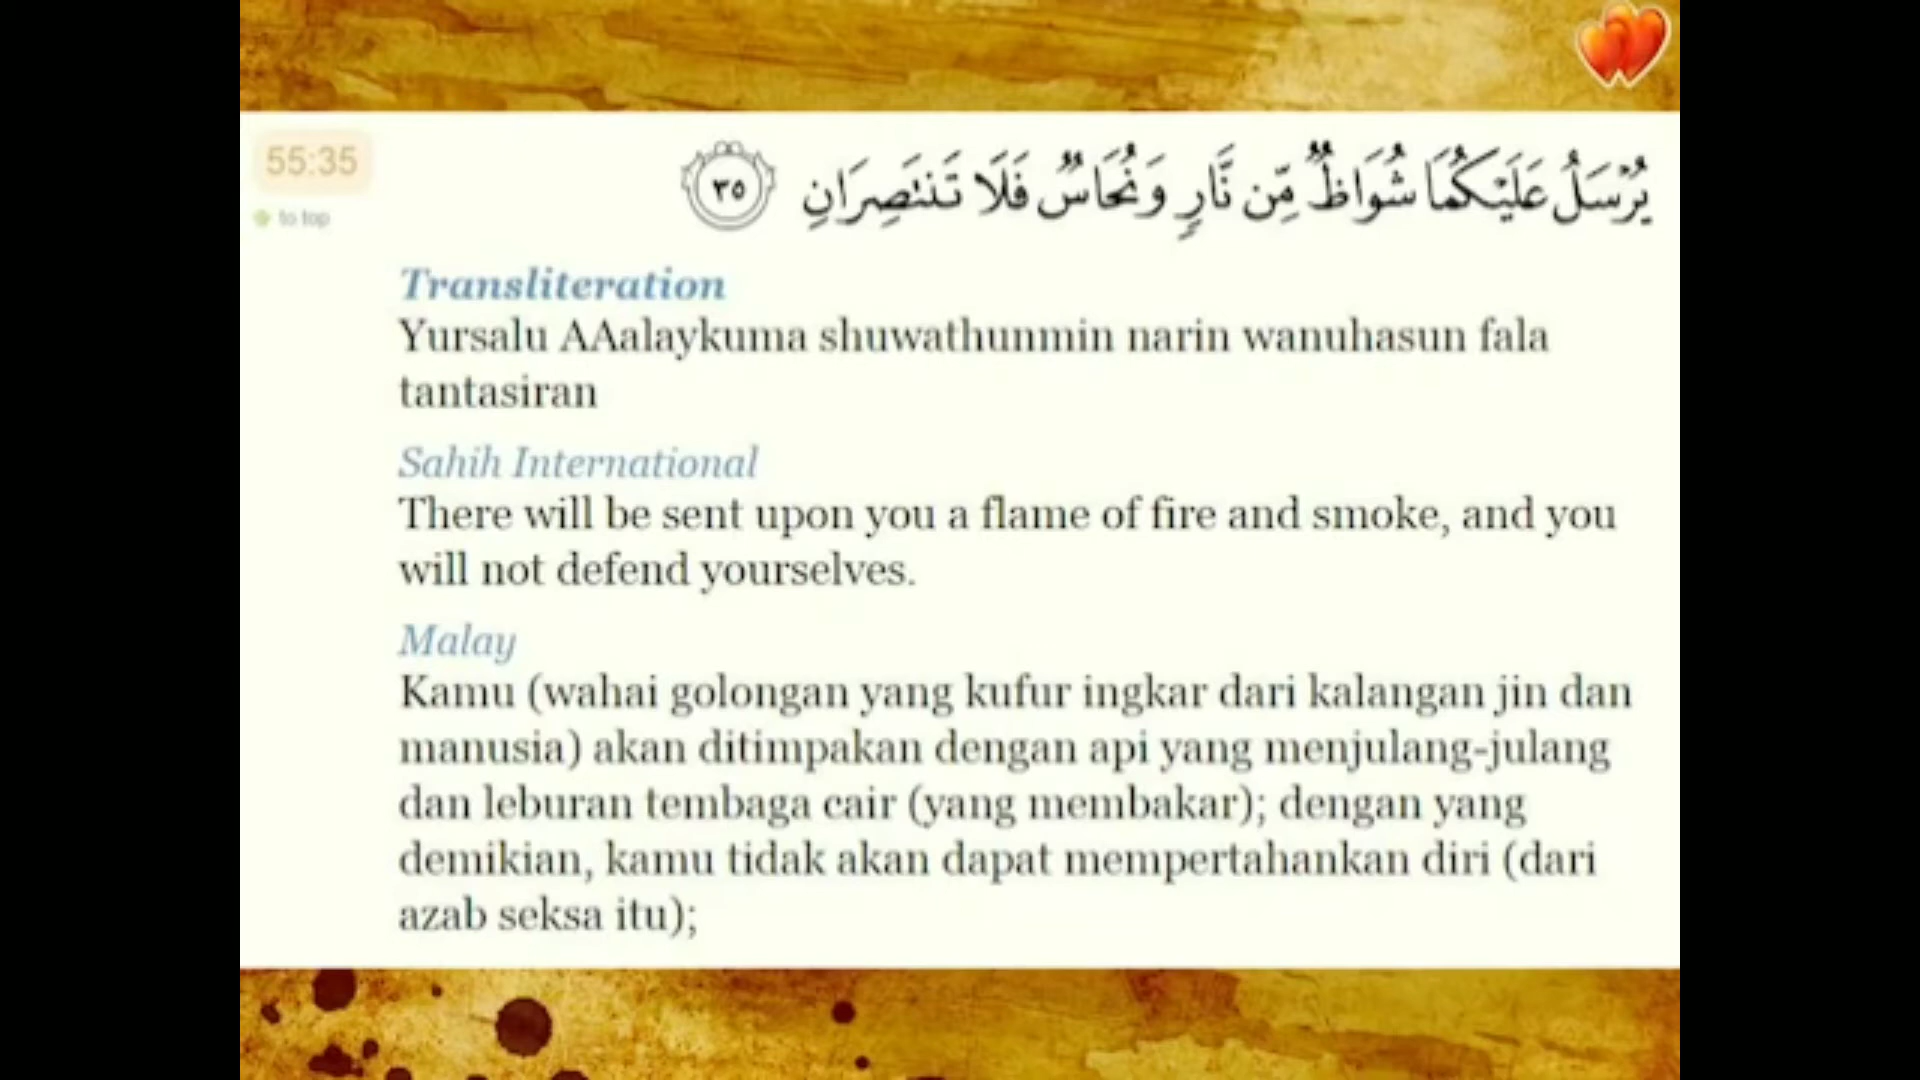 55:35
يُرْسَلُ عَلَيْكُمَا شُوَاظٌ مِّن نَّارٍ وَنُحَاسٌ فَلَا تَنتَصِرَانِ ٣٥
to top
Transliteration
Yursalu AAalaykuma shuwathunmin narin wanuhasun fala
tantasiran
Sahih International
There will be sent upon you a flame of fire and smoke, and you
will not defend yourselves.
Malay
Kamu (wahai golongan yang kufur ingkar dari kalangan jin dan
manusia) akan ditimpakan dengan api yang menjulang-julang
dan leburan tembaga cair (yang membakar); dengan yang
demikian, kamu tidak akan dapat mempertahankan diri (dari
azab seksa itu);